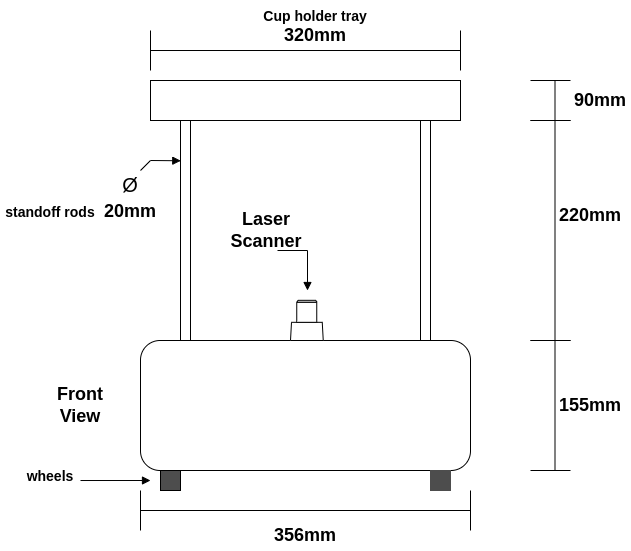 Cup holder tray
320mm
90mm
Ø
standoff rods 20mm
220mm
Laser
Scanner
Front
View
155mm
wheels
356mm